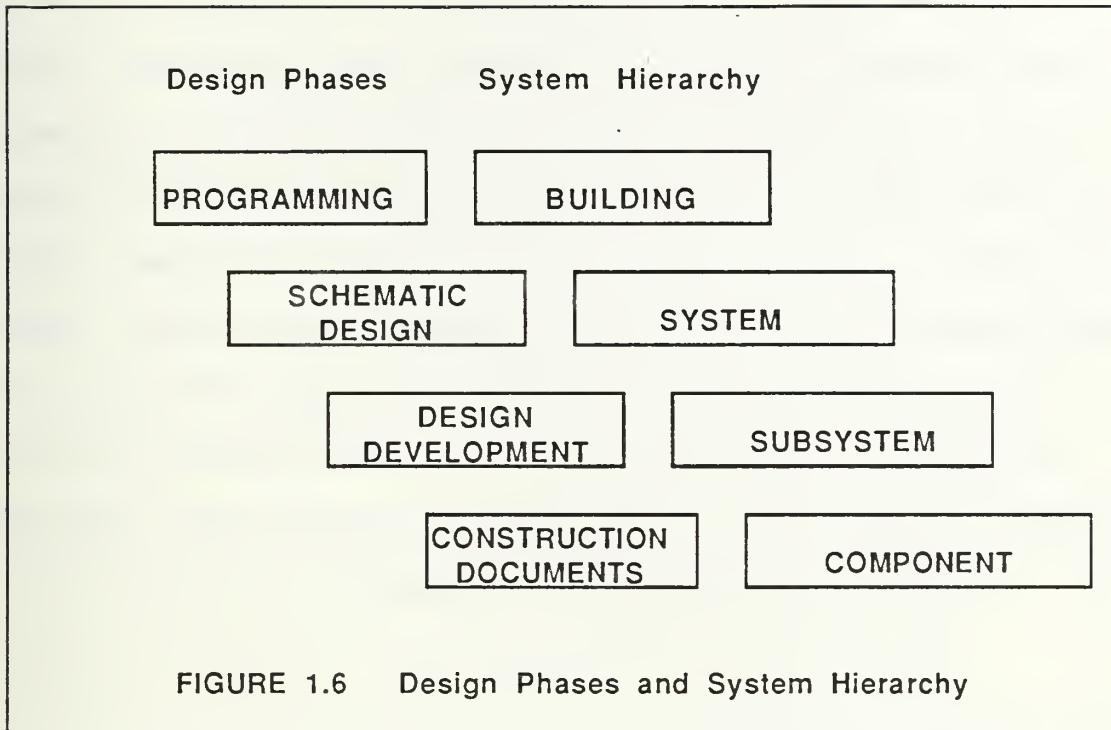 Design Phases System Hierarchy
PROGRAMMING BUILDING
SCHEMATIC
DESIGN SYSTEM
DESIGN
DEVELOPMENT SUBSYSTEM
CONSTRUCTION
DOCUMENTS COMPONENT
FIGURE 1.6 Design Phases and System Hierarchy